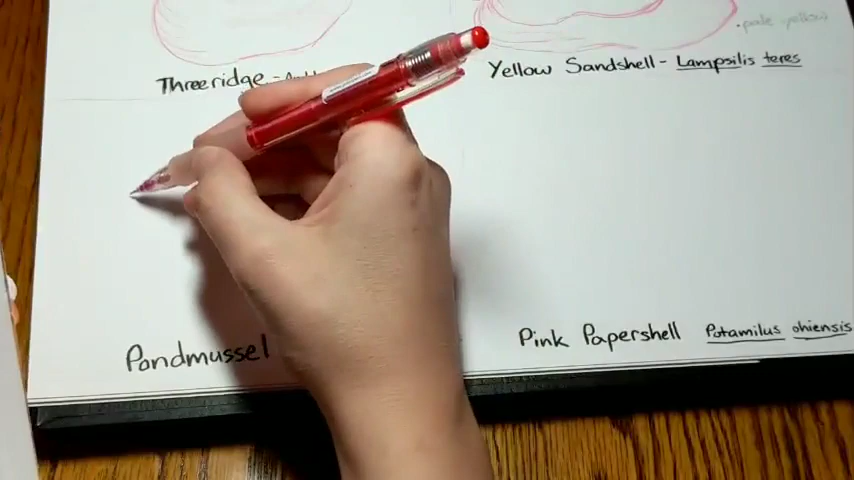 Threeridge -
Yellow Sandshell - Lampsilis teres
pale yellow
Pondmussel
Pink Papershell Potamilus ohiensis